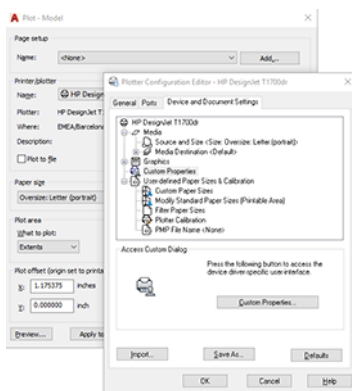 Plot - Model
Page setup
Name:
<None>
Add...
Printer/plotter
Name:
HP Design
Plotter:
HP DesignJet T1
Where:
EMEA/Barcelon
Description:
Plot to file
Paper size
Oversize: Letter (portrait)
Plot area
What to plot:
Extents
Plot offset (origin set to printa
X:
1.175375
inches
Y:
0.000000
inch
Preview...
Apply to
Plotter Configuration Editor - HP DesignJet T1700dr
General
Ports
Device and Document Settings
HP DesignJet T1700dr
Media
Source and Size <Size: Oversize: Letter (portrait)>
Media Destination <Default>
Graphics
Custom Properties
User-defined Paper Sizes & Calibration
Custom Paper Sizes
Modify Standard Paper Sizes (Printable Area)
Filter Paper Sizes
Plotter Calibration
PMP File Name <None>
Access Custom Dialog
Press the following button to access the
device driver-specific user-interface.
Custom Properties...
Import...
Save As...
Defaults
OK
Cancel
Help